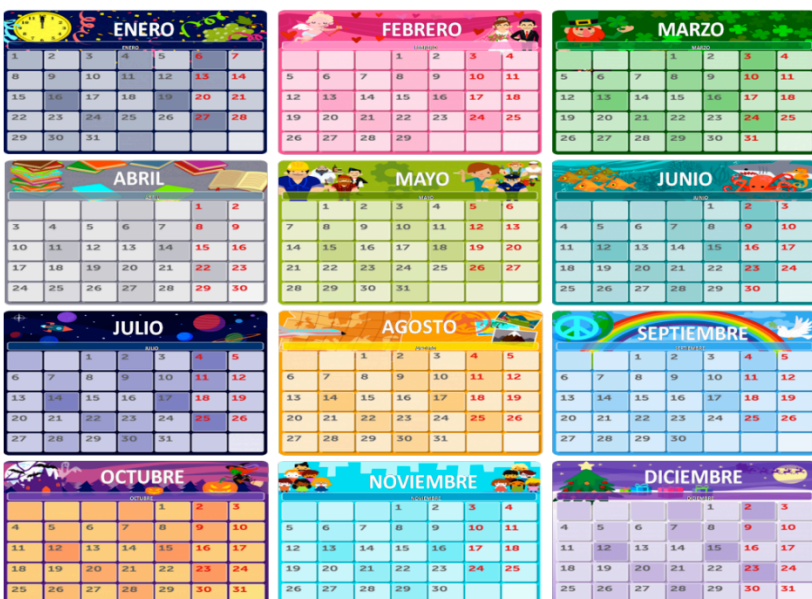 ENERO
ENERO
1 2 3 4 5 6 7
8 9 10 11 12 13 14
15 16 17 18 19 20 21
22 23 24 25 26 27 28
29 30 31
FEBRERO
1 2 3 4
5 6 7 8 9 10 11
12 13 14 15 16 17 18
19 20 21 22 23 24 25
26 27 28 29
MARZO
MARZO
1 2 3 4
5 6 7 8 9 10 11
12 13 14 15 16 17 18
19 20 21 22 23 24 25
26 27 28 29 30 31
ABRIL
1 2
3 4 5 6 7 8 9
10 11 12 13 14 15 16
17 18 19 20 21 22 23
24 25 26 27 28 29 30
MAYO
MAYO
1 2 3 4 5 6
7 8 9 10 11 12 13
14 15 16 17 18 19 20
21 22 23 24 25 26 27
28 29 30 31
JUNIO
JUNIO
1 2 3
4 5 6 7 8 9 10
11 12 13 14 15 16 17
18 19 20 21 22 23 24
25 26 27 28 29 30
JULIO
JULIO
1 2 3 4 5
6 7 8 9 10 11 12
13 14 15 16 17 18 19
20 21 22 23 24 25 26
27 28 29 30 31
AGOSTO
1 2 3 4 5
6 7 8 9 10 11 12
13 14 15 16 17 18 19
20 21 22 23 24 25 26
27 28 29 30 31
SEPTIEMBRE
1 2 3 4 5
6 7 8 9 10 11 12
13 14 15 16 17 18 19
20 21 22 23 24 25 26
27 28 29 30
OCTUBRE
OCTUBRE
1 2 3
4 5 6 7 8 9 10
11 12 13 14 15 16 17
18 19 20 21 22 23 24
25 26 27 28 29 30 31
NOVIEMBRE
NOVIEMBRE
1 2 3 4
5 6 7 8 9 10 11
12 13 14 15 16 17 18
19 20 21 22 23 24 25
26 27 28 29 30
DICIEMBRE
DICIEMBRE
1 2 3
4 5 6 7 8 9 10
11 12 13 14 15 16 17
18 19 20 21 22 23 24
25 26 27 28 29 30 31